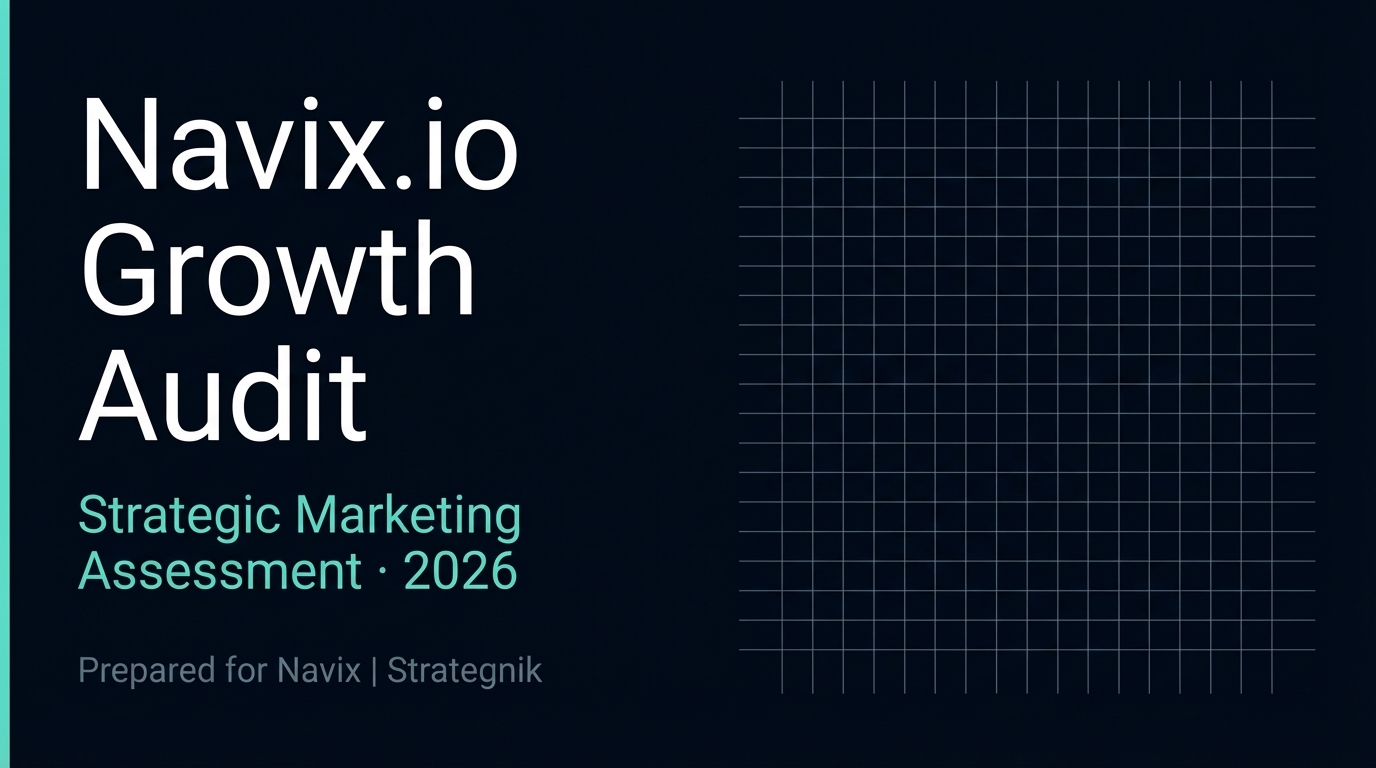 Navix.io
Growth
Audit
Strategic Marketing
Assessment · 2026
Prepared for Navix | Strategnik